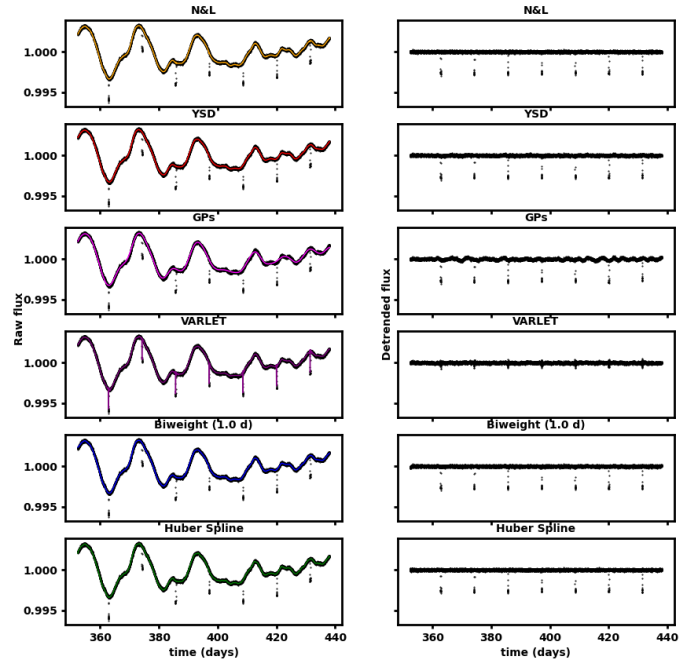 N&L
N&L
1.000
0.995
YSD
YSD
1.000
0.995
GPs
GPs
1.000
0.995
Raw flux
Detrended flux
VARLET
VARLET
1.000
0.995
Biweight (1.0 d)
Biweight (1.0 d)
1.000
0.995
Huber Spline
Huber Spline
1.000
0.995
360 380 400 420 440
360 380 400 420 440
time (days)
time (days)